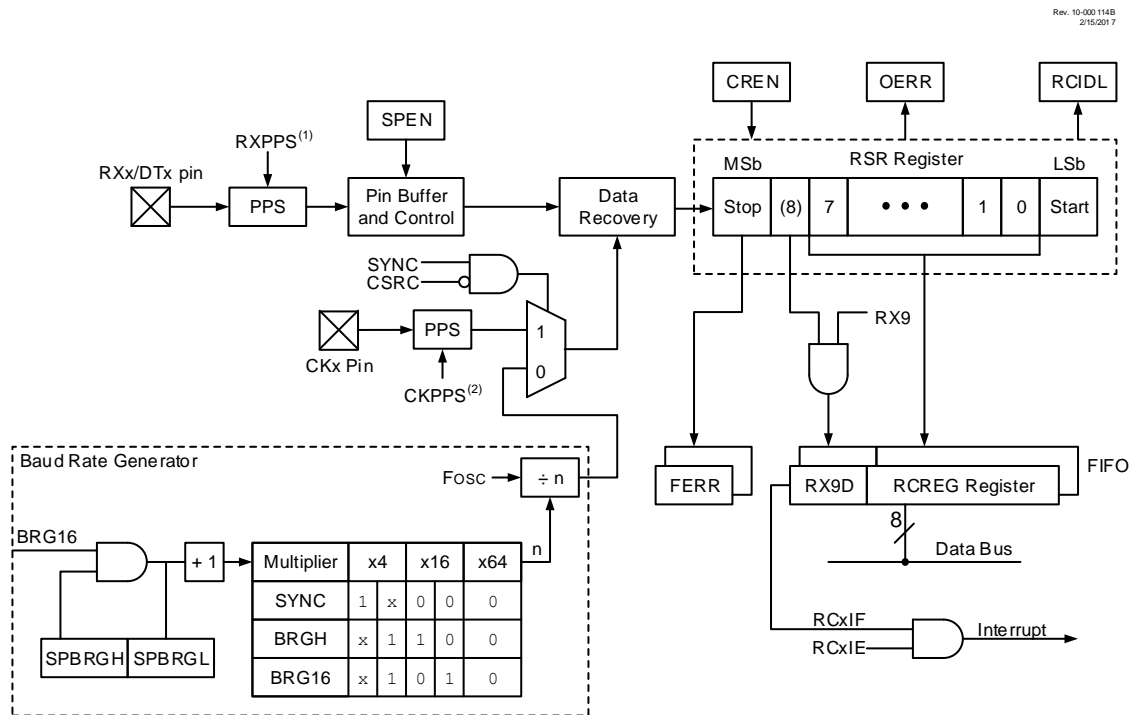 Rev. 10-000 114B
2/15/201 7
CREN
OERR
RCIDL
SPEN
RXPPS(1)
RSR Register
MSb
LSb
RXx/DTx pin
PPS
Pin Buffer
and Control
Data
Recovery
Stop
(8)
7
• • •
1
0
Start
SYNC
CSRC
PPS
1
0
RX9
CKx Pin
CKPPS(2)
Baud Rate Generator
Fosc
÷ n
FERR
RX9D
RCREG Register
FIFO
8
Data Bus
BRG16
+ 1
n
Multiplier x4 x16 x64
SYNC 1 x 0 0 0
BRGH x 1 1 0 0
BRG16 x 1 0 1 0
SPBRGH
SPBRGL
RCxIF
RCxIE
Interrupt